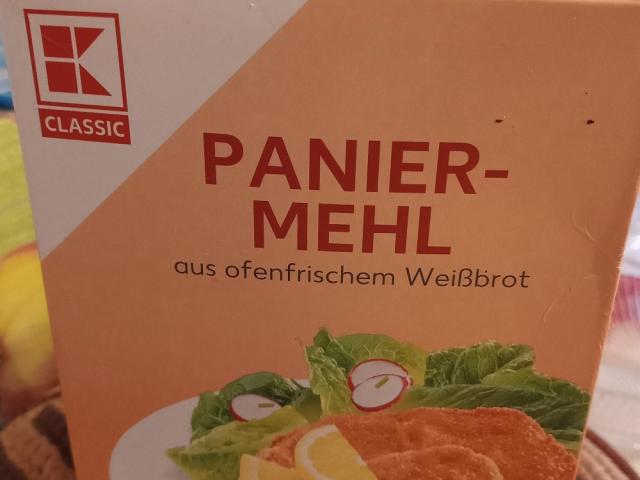 K
CLASSIC
PANIER-
MEHL
aus ofenfrischem Weißbrot